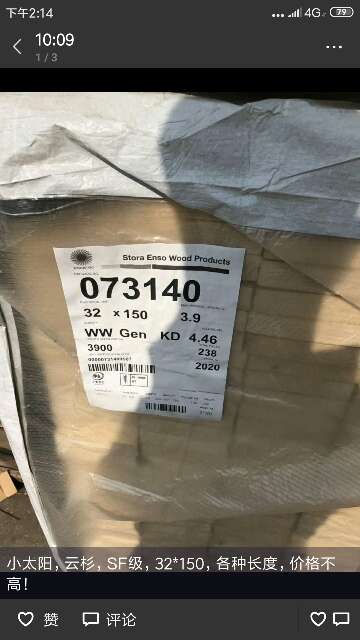 下午2:14
4G
79
10:09
1 / 3
Stora Enso Wood Products
073140
32 x 150
3.9
WW Gen
KD
4.46
3900
238
2020
小太阳，云杉，SF级，32*150，各种长度，价格不
高！
赞
评论